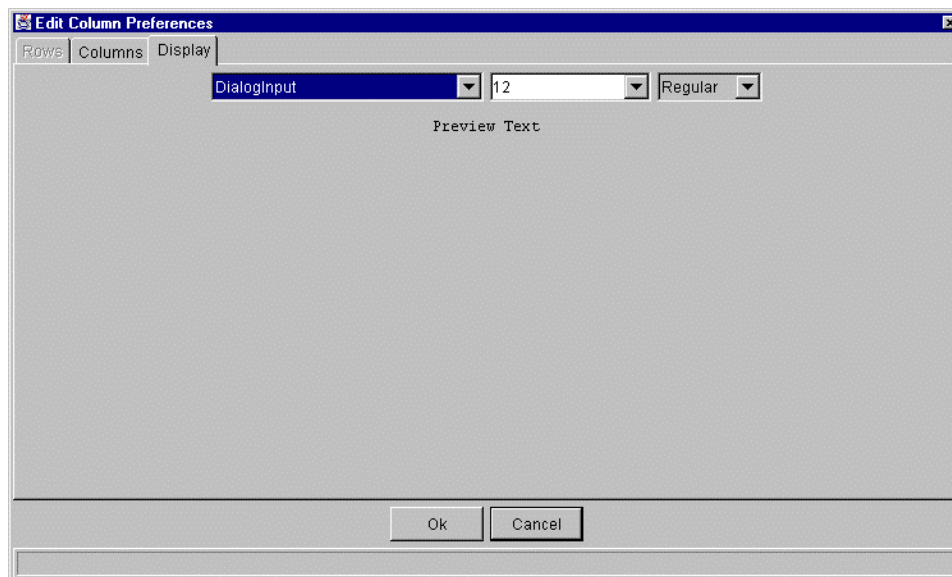 Edit Column Preferences
Rows Columns Display
DialogInput 12 Regular
Preview Text
Ok Cancel